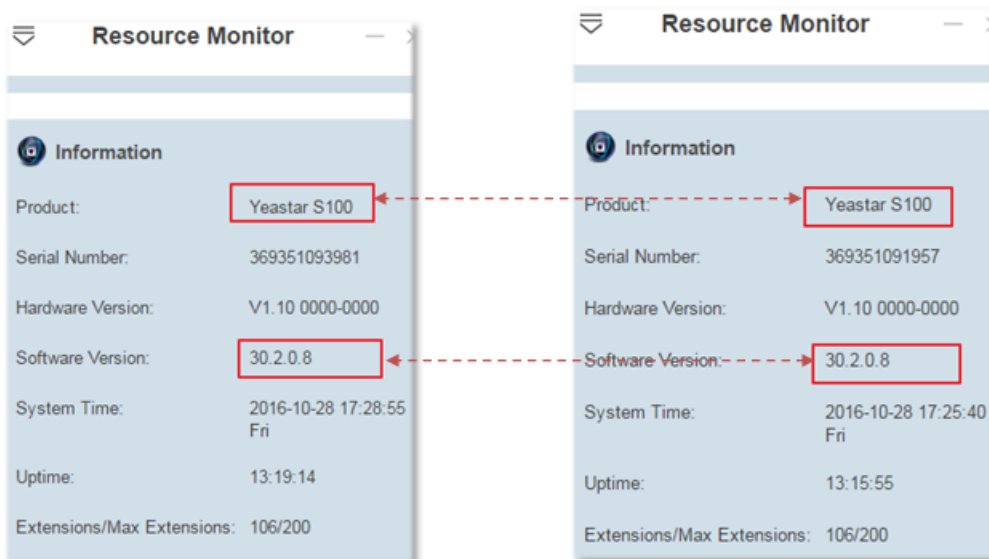 Resource Monitor
Information
Product: Yeastar S100
Serial Number: 369351093981
Hardware Version: V1.10 0000-0000
Software Version: 30.2.0.8
System Time: 2016-10-28 17:28:55
Fri
Uptime: 13:19:14
Extensions/Max Extensions: 106/200
Resource Monitor
Information
Product: Yeastar S100
Serial Number: 369351091957
Hardware Version: V1.10 0000-0000
Software Version: 30.2.0.8
System Time: 2016-10-28 17:25:40
Fri
Uptime: 13:15:55
Extensions/Max Extensions: 106/200